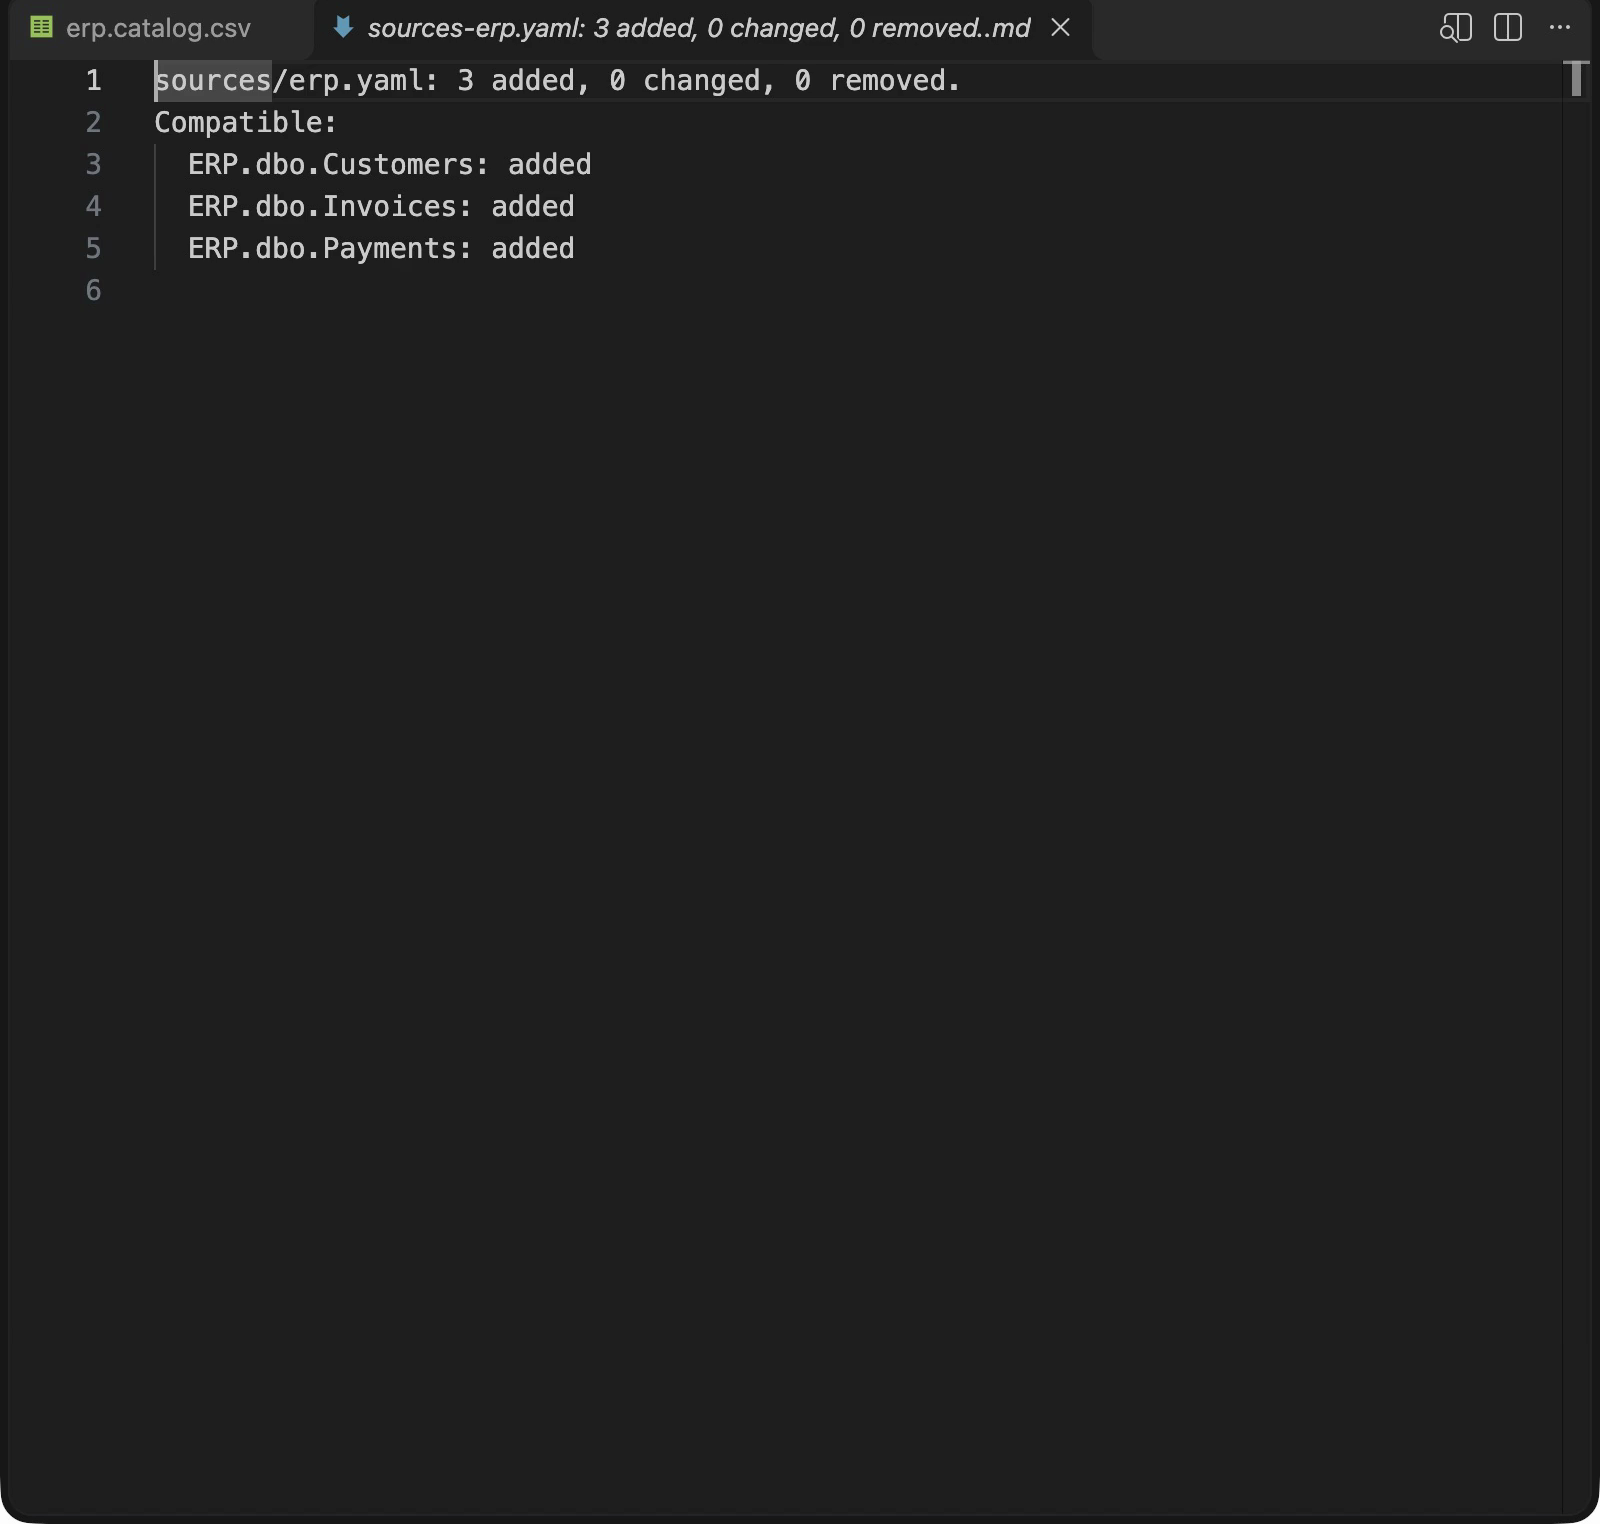 erp.catalog.csv
sources-erp.yaml: 3 added, 0 changed, 0 removed..md
1 sources/erp.yaml: 3 added, 0 changed, 0 removed.
2 Compatible:
3 ERP.dbo.Customers: added
4 ERP.dbo.Invoices: added
5 ERP.dbo.Payments: added
6